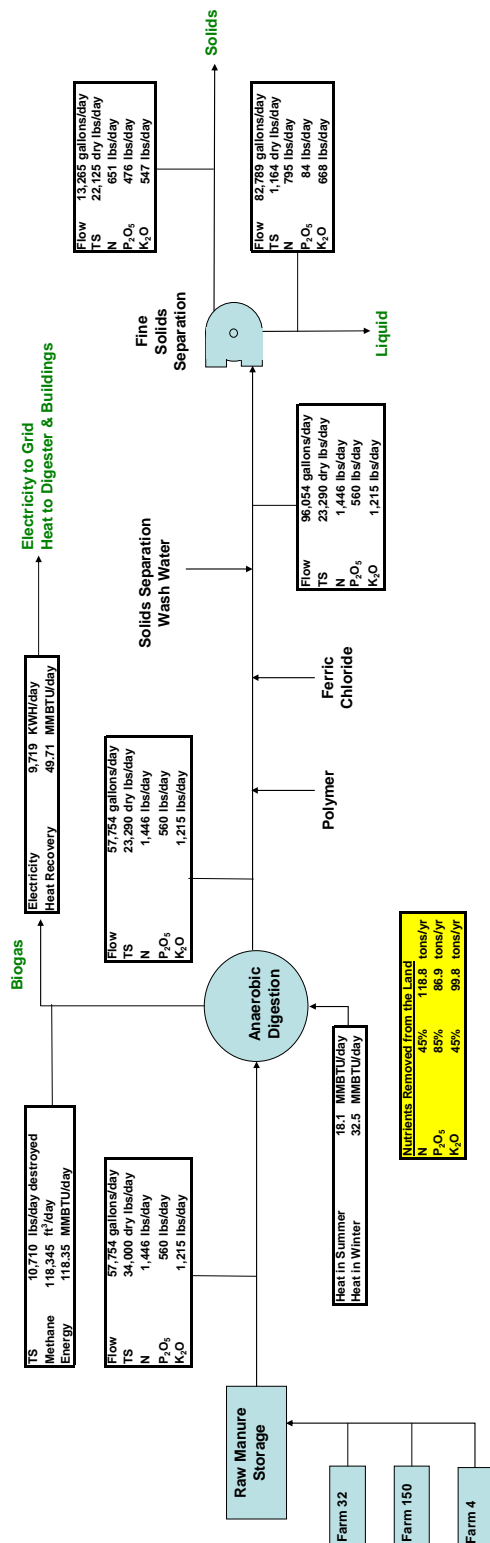 Farm 32
Farm 150
Farm 4
Raw Manure
Storage
TS 10,710 lbs/day destroyed
Methane 118,345 ft³/day
Energy 118.35 MMBTU/day
Flow 57,754 gallons/day
TS 34,000 dry lbs/day
N 1,446 lbs/day
P₂O₅ 560 lbs/day
K₂O 1,215 lbs/day
Heat in Summer 18.1 MMBTU/day
Heat in Winter 32.5 MMBTU/day
Anaerobic
Digestion
Biogas
Electricity 9,719 KWH/day
Heat Recovery 49.71 MMBTU/day
Electricity to Grid
Heat to Digester & Buildings
Nutrients Removed from the Land
N 45% 118.8 tons/yr
P₂O₅ 85% 86.9 tons/yr
K₂O 45% 99.8 tons/yr
Flow 57,754 gallons/day
TS 23,290 dry lbs/day
N 1,446 lbs/day
P₂O₅ 560 lbs/day
K₂O 1,215 lbs/day
Polymer
Ferric
Chloride
Solids Separation
Wash Water
Flow 96,054 gallons/day
TS 23,290 dry lbs/day
N 1,446 lbs/day
P₂O₅ 560 lbs/day
K₂O 1,215 lbs/day
Fine
Solids
Separation
Flow 13,265 gallons/day
TS 22,125 dry lbs/day
N 651 lbs/day
P₂O₅ 476 lbs/day
K₂O 547 lbs/day
Solids
Flow 82,789 gallons/day
TS 1,164 dry lbs/day
N 795 lbs/day
P₂O₅ 84 lbs/day
K₂O 668 lbs/day
Liquid